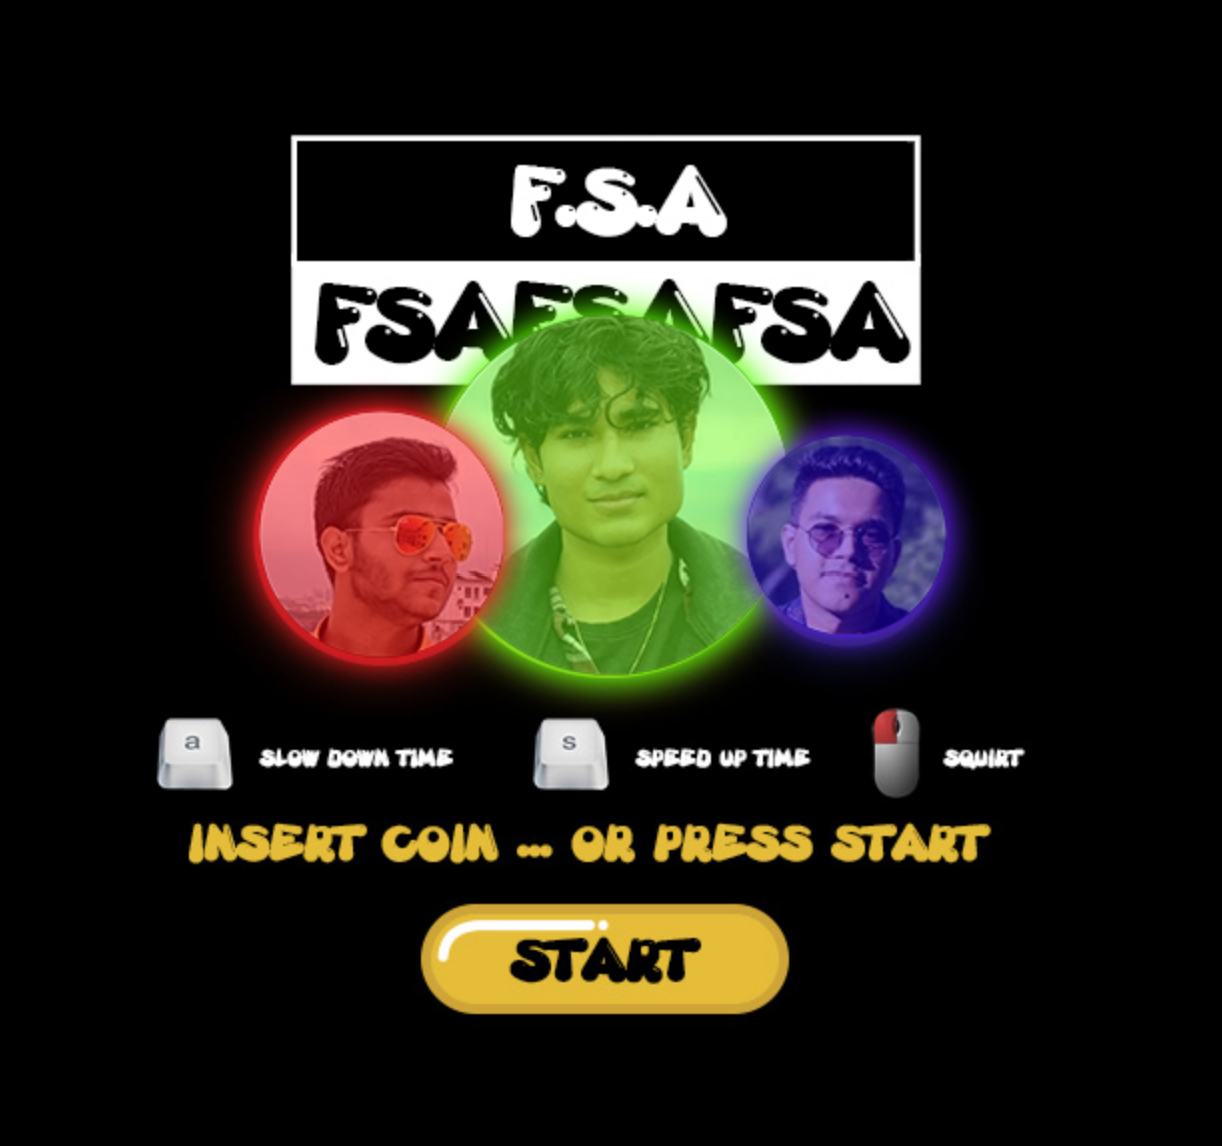 F.S.A
FSAFSAFSA
a SLOW DOWN TIME s SPEED UP TIME SQUIRT
INSERT COIN ... OR PRESS START
START